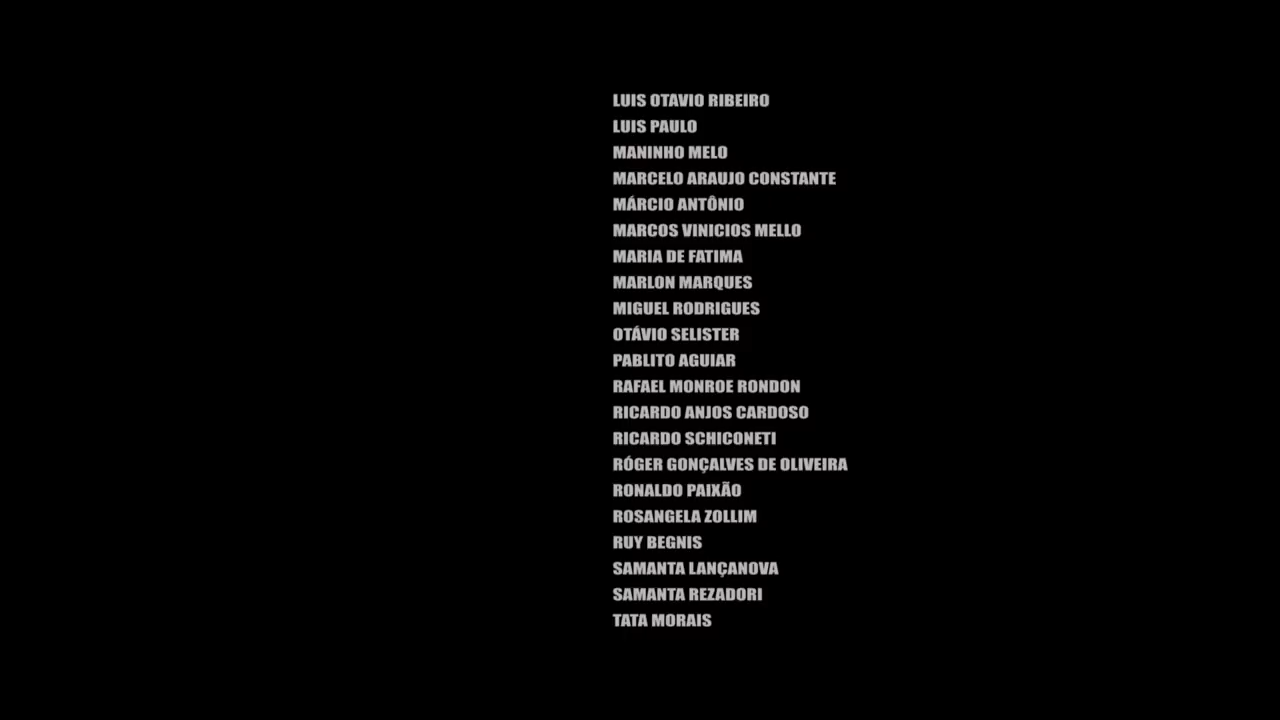 LUIS OTAVIO RIBEIRO
LUIS PAULO
MANINHO MELO
MARCELO ARAUJO CONSTANTE
MÁRCIO ANTÔNIO
MARCOS VINICIOS MELLO
MARIA DE FATIMA
MARLON MARQUES
MIGUEL RODRIGUES
OTÁVIO SELISTER
PABLITO AGUIAR
RAFAEL MONROE RONDON
RICARDO ANJOS CARDOSO
RICARDO SCHICONETI
RÓGER GONÇALVES DE OLIVEIRA
RONALDO PAIXÃO
ROSANGELA ZOLLIM
RUY BEGNIS
SAMANTA LANÇANOVA
SAMANTA REZADORI
TATA MORAIS